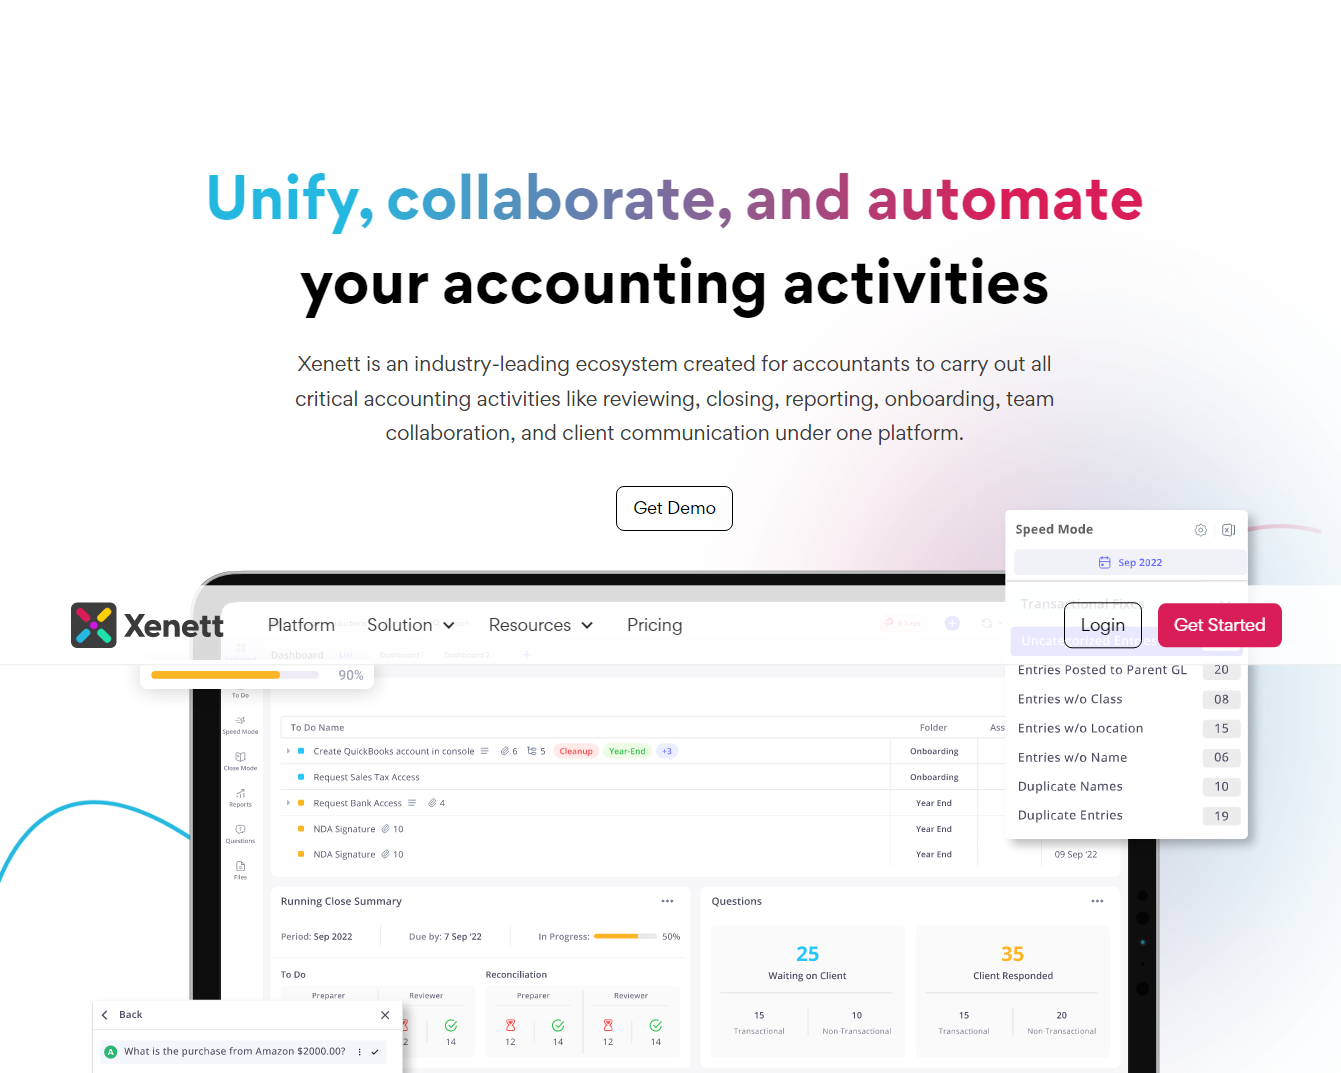 Unify, collaborate, and automate
your accounting activities
Xenett is an industry-leading ecosystem created for accountants to carry out all
critical accounting activities like reviewing, closing, reporting, onboarding, team
collaboration, and client communication under one platform.
Get Demo
Speed Mode
Sep 2022
Transactional Fixes
Xenett
Platform
Solution
Resources
Pricing
Login
Get Started
Uncategorized Entries
Dashboard
List
Dashboard 1
Dashboard 2
90%
Entries Posted to Parent GL 20
Entries w/o Class 08
Entries w/o Location 15
Entries w/o Name 06
Duplicate Names 10
Duplicate Entries 19
To Do
Speed Mode
Close Mode
Reports
Questions
Files
To Do Name Folder Ass
Create QuickBooks account in console 6 5 Cleanup Year-End +3 Onboarding
Request Sales Tax Access Onboarding
Request Bank Access 4 Year End
NDA Signature 10 Year End
NDA Signature 10 Year End 09 Sep '22
Running Close Summary
Period: Sep 2022 Due by: 7 Sep '22 In Progress: 50%
To Do Reconciliation
Preparer Reviewer Preparer Reviewer
2 14 12 14 12 14
Questions
25 35
Waiting on Client Client Responded
15 10 15 20
Transactional Non-Transactional Transactional Non-Transactional
Back
A What is the purchase from Amazon $2000.00?